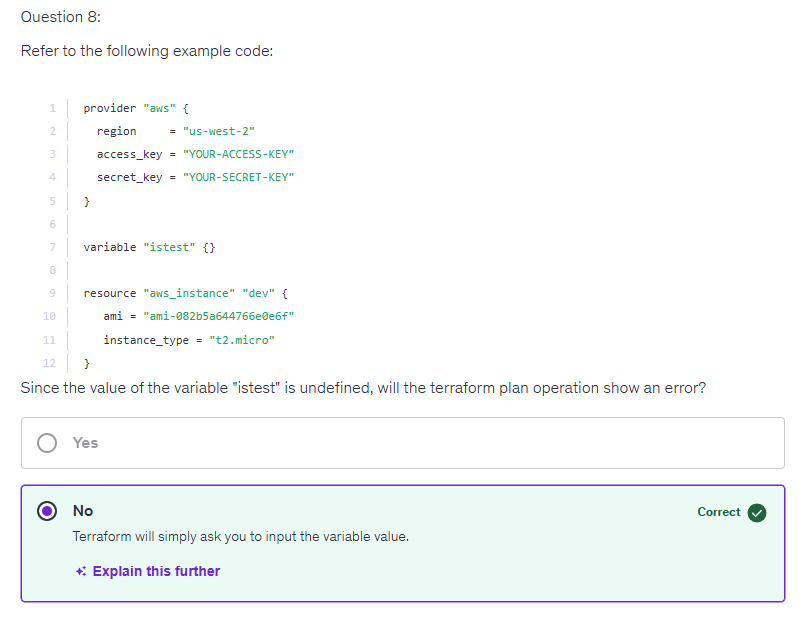 Question 8:
Refer to the following example code:
1 provider "aws" {
2 region = "us-west-2"
3 access_key = "YOUR-ACCESS-KEY"
4 secret_key = "YOUR-SECRET-KEY"
5 }
6
7 variable "istest" {}
8
9 resource "aws_instance" "dev" {
10 ami = "ami-082b5a644766e0e6f"
11 instance_type = "t2.micro"
12 }
Since the value of the variable "istest" is undefined, will the terraform plan operation show an error?
Yes
No Correct
Terraform will simply ask you to input the variable value.
Explain this further